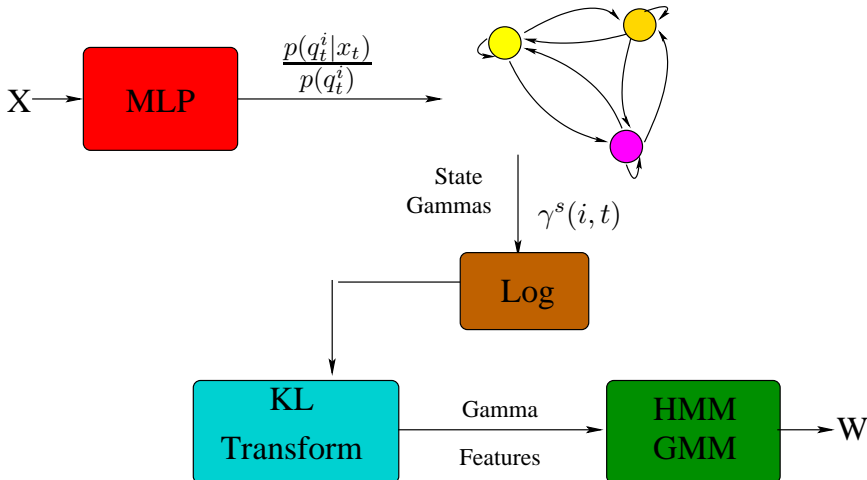 X
MLP
p(q_t^i|x_t)
p(q_t^i)
State
Gammas
γ^s(i, t)
Log
KL
Transform
Gamma
Features
HMM
GMM
W